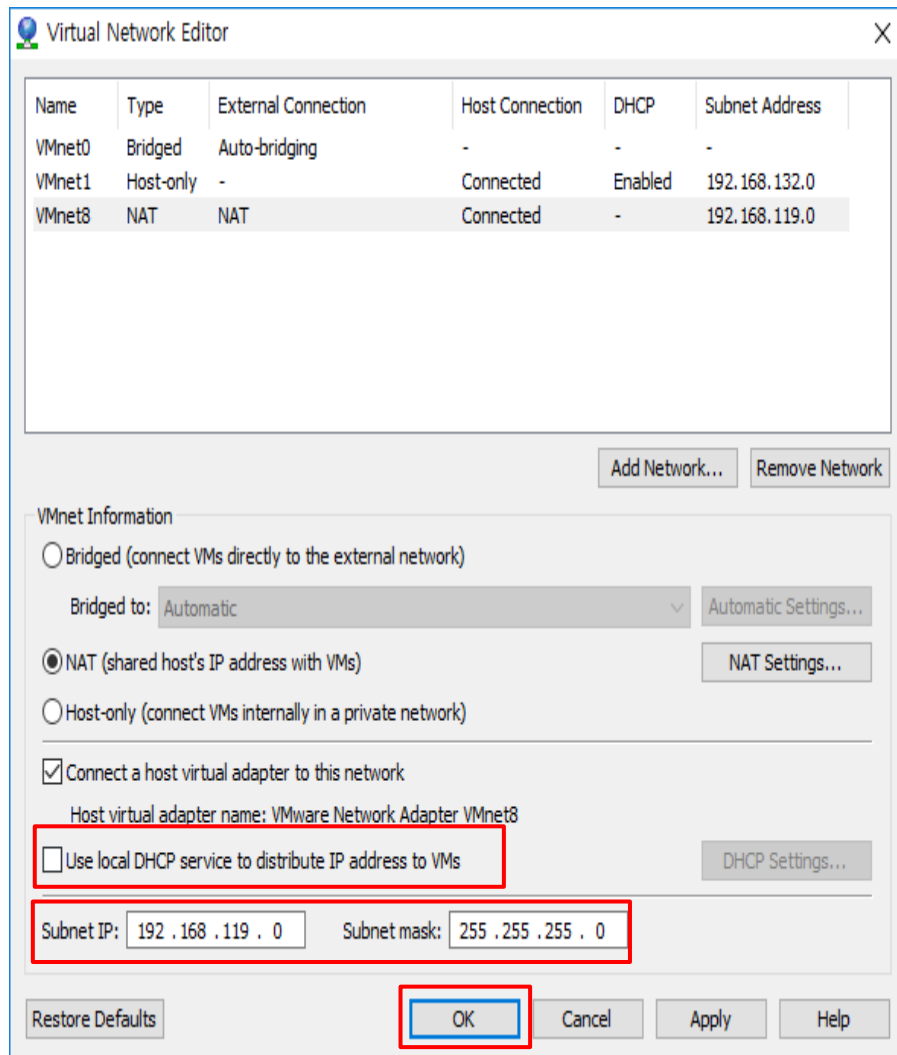 Virtual Network Editor
Name Type External Connection Host Connection DHCP Subnet Address
VMnet0 Bridged Auto-bridging - - -
VMnet1 Host-only - Connected Enabled 192.168.132.0
VMnet8 NAT NAT Connected - 192.168.119.0
Add Network... Remove Network
VMnet Information
Bridged (connect VMs directly to the external network)
Bridged to: Automatic Automatic Settings...
NAT (shared host's IP address with VMs) NAT Settings...
Host-only (connect VMs internally in a private network)
Connect a host virtual adapter to this network
Host virtual adapter name: VMware Network Adapter VMnet8
Use local DHCP service to distribute IP address to VMs DHCP Settings...
Subnet IP: 192 . 168 . 119 . 0 Subnet mask: 255 . 255 . 255 . 0
Restore Defaults OK Cancel Apply Help